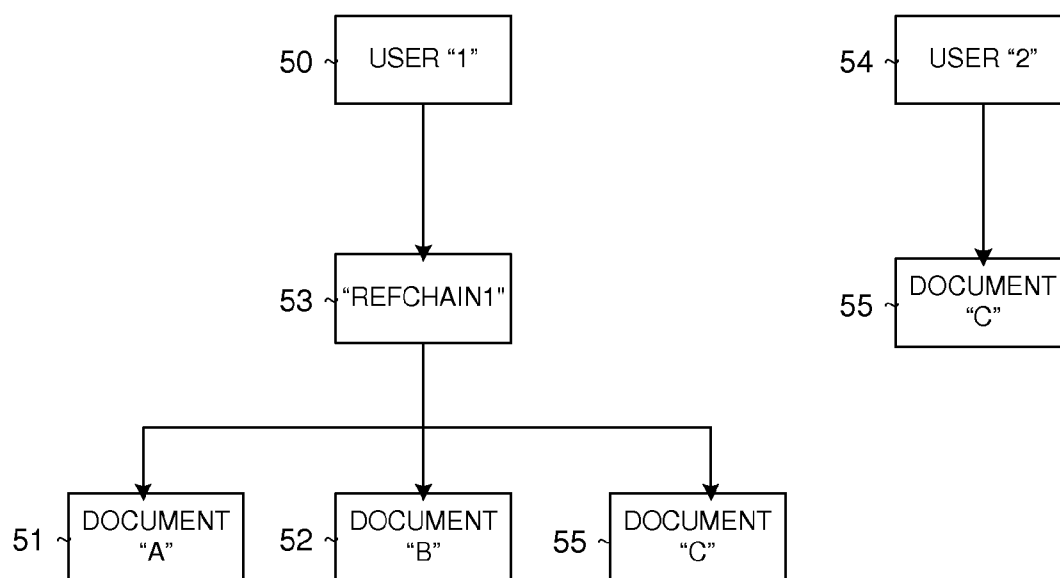 50 ~ USER “1”
54 ~ USER “2”
53 ~ “REFCHAIN1"
55 ~ DOCUMENT
“C”
51 ~ DOCUMENT
“A”
52 ~ DOCUMENT
“B”
55 ~ DOCUMENT
“C”